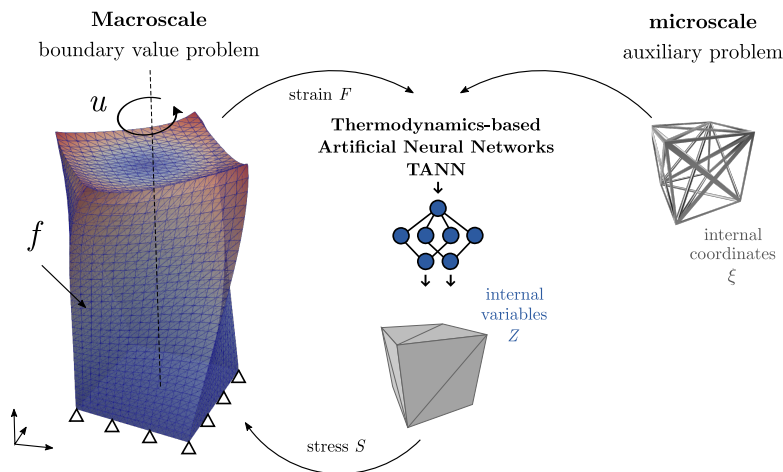 Macroscale
boundary value problem
u
f
strain F
Thermodynamics-based
Artificial Neural Networks
TANN
internal
variables
Z
stress S
microscale
auxiliary problem
internal
coordinates
ξ